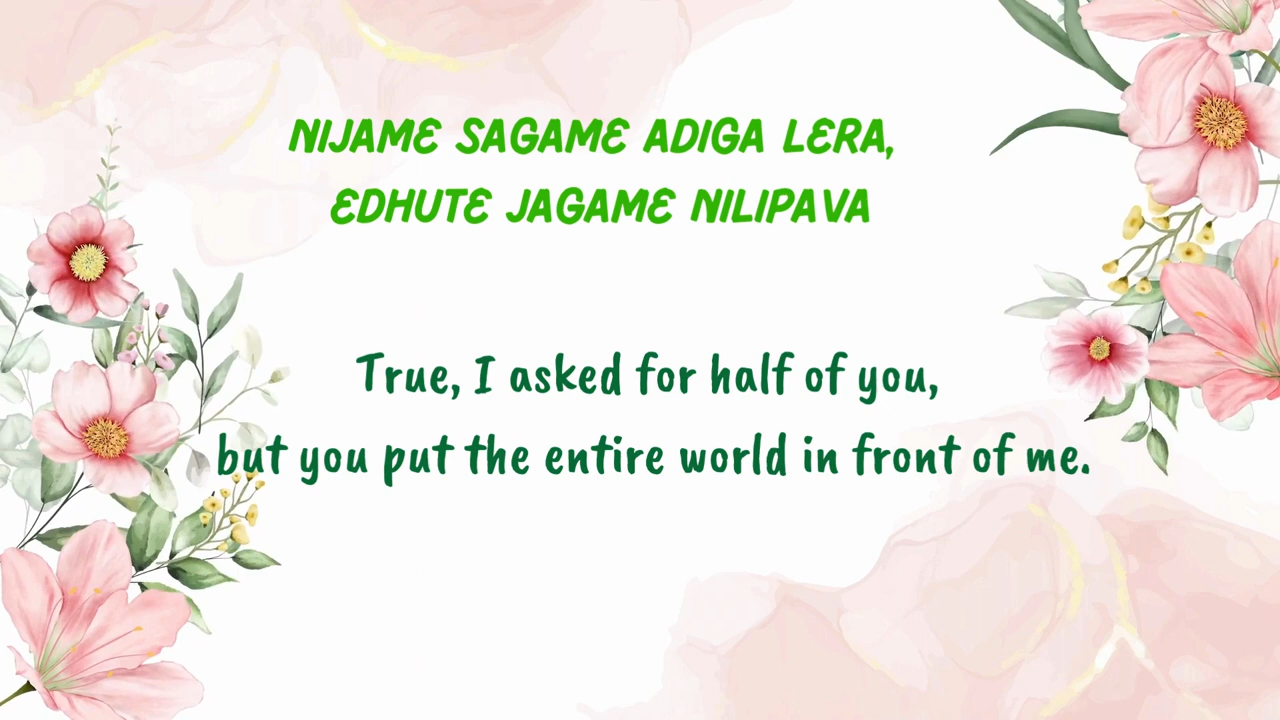 NIJAME SAGAME ADIGA LERA,
EDHUTE JAGAME NILIPAVA
True, I asked for half of you,
but you put the entire world in front of me.